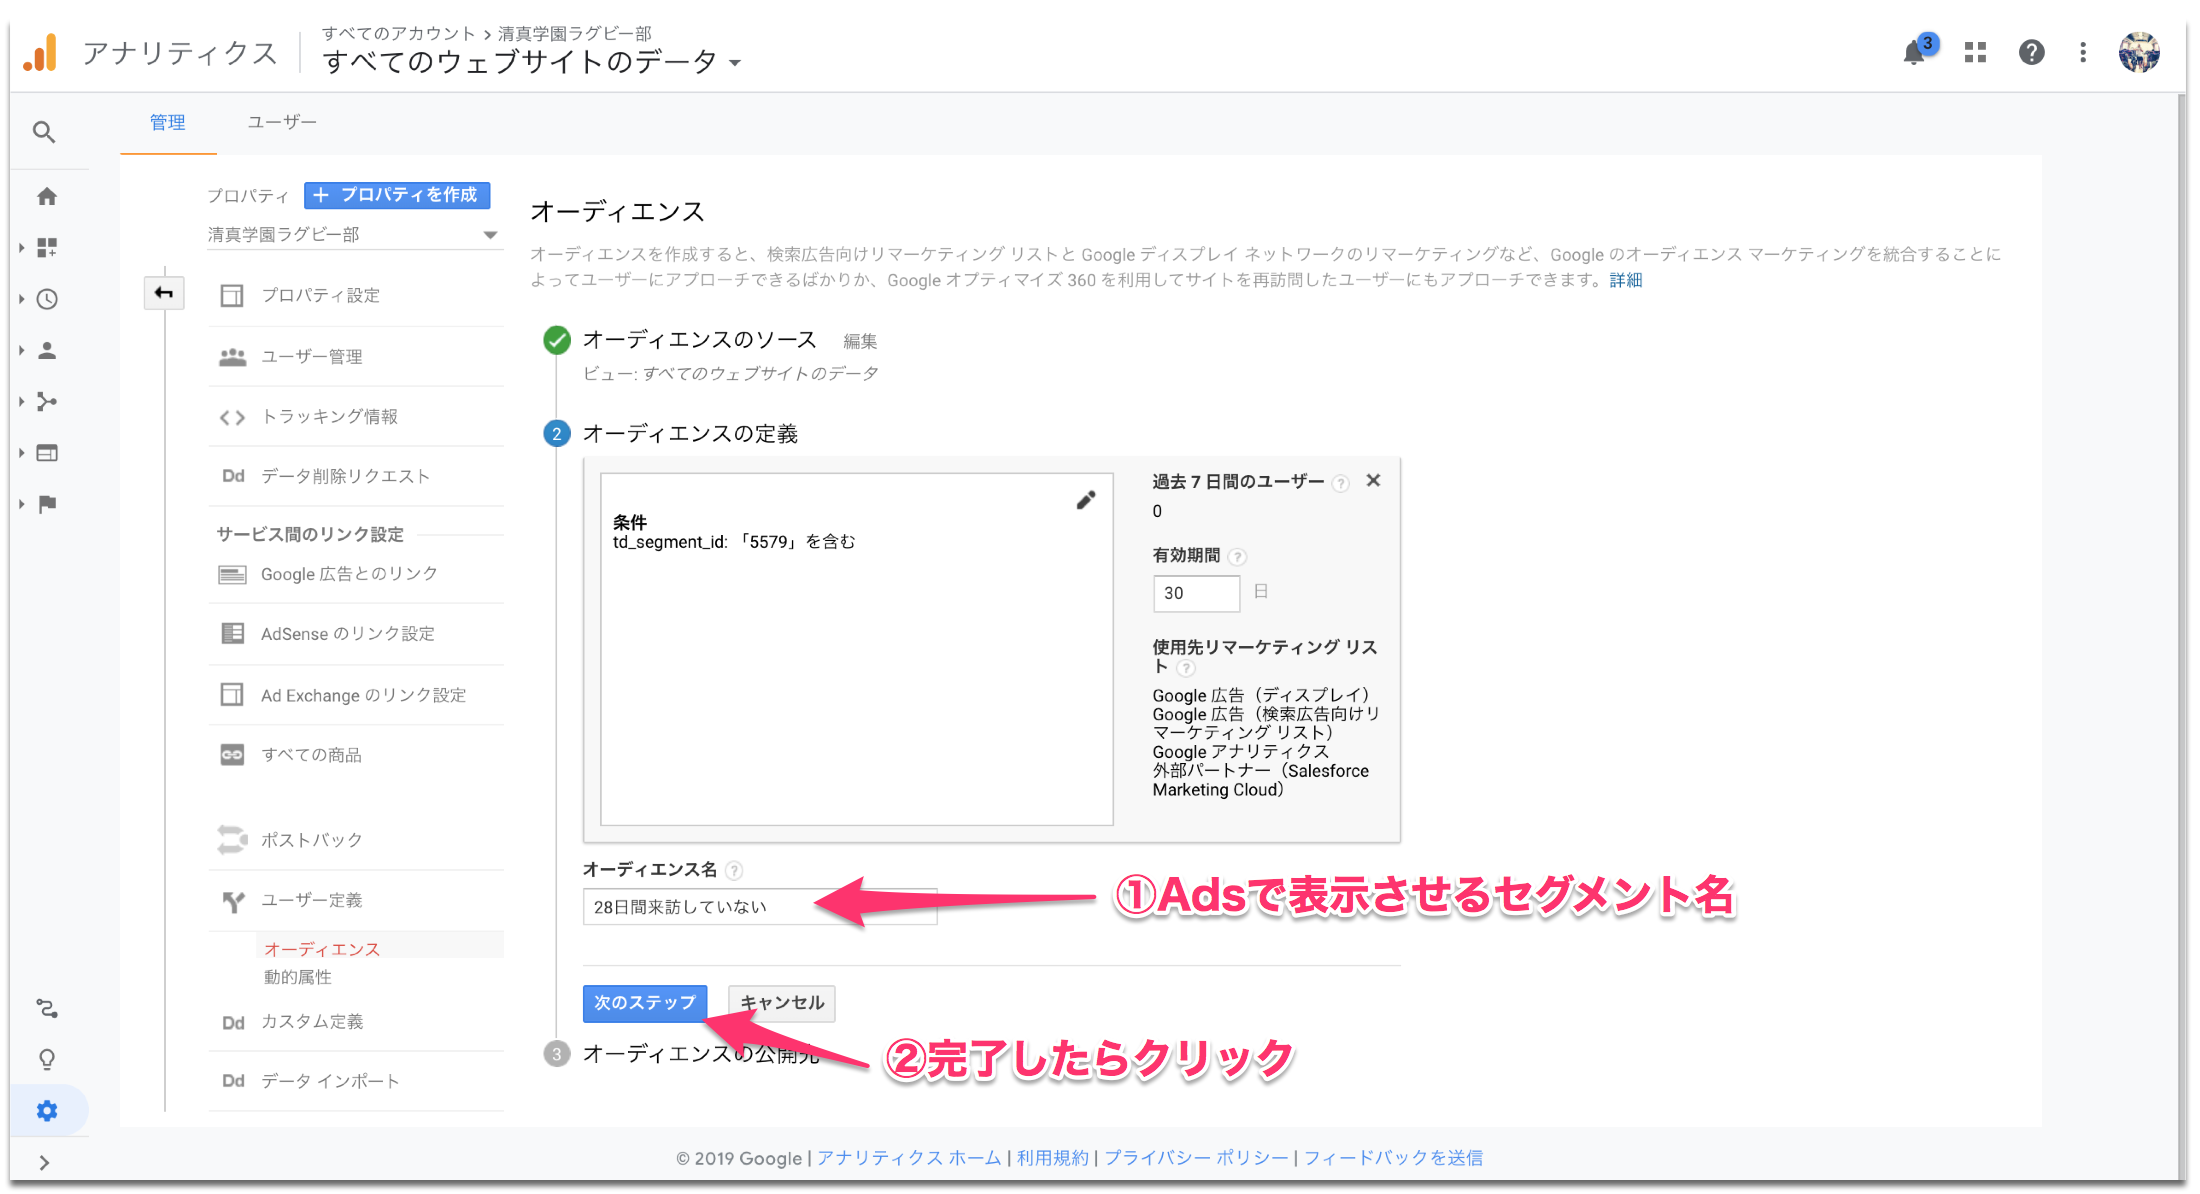 アナリティクス
すべてのアカウント > 清真学園ラグビー部
すべてのウェブサイトのデータ
3
管理
ユーザー
プロパティ
+ プロパティを作成
清真学園ラグビー部
プロパティ設定
ユーザー管理
トラッキング情報
Dd データ削除リクエスト
サービス間のリンク設定
Google 広告とのリンク
AdSense のリンク設定
Ad Exchange のリンク設定
すべての商品
ポストバック
ユーザー定義
オーディエンス
動的属性
Dd カスタム定義
Dd データ インポート
オーディエンス
オーディエンスを作成すると、検索広告向けリマーケティング リストと Google ディスプレイ ネットワークのリマーケティングなど、Google のオーディエンス マーケティングを統合することに
よってユーザーにアプローチできるばかりか、Google オプティマイズ 360 を利用してサイトを再訪問したユーザーにもアプローチできます。詳細
オーディエンスのソース 編集
ビュー: すべてのウェブサイトのデータ
2 オーディエンスの定義
条件
td_segment_id: 「5579」を含む
過去 7 日間のユーザー ?
0
有効期間 ?
30 日
使用先リマーケティング リス
ト ?
Google 広告（ディスプレイ）
Google 広告（検索広告向けリ
マーケティング リスト）
Google アナリティクス
外部パートナー（Salesforce
Marketing Cloud）
オーディエンス名 ?
28日間来訪していない
①Adsで表示させるセグメント名
次のステップ
キャンセル
3 オーディエンスの公開先
②完了したらクリック
© 2019 Google | アナリティクス ホーム | 利用規約 | プライバシー ポリシー | フィードバックを送信